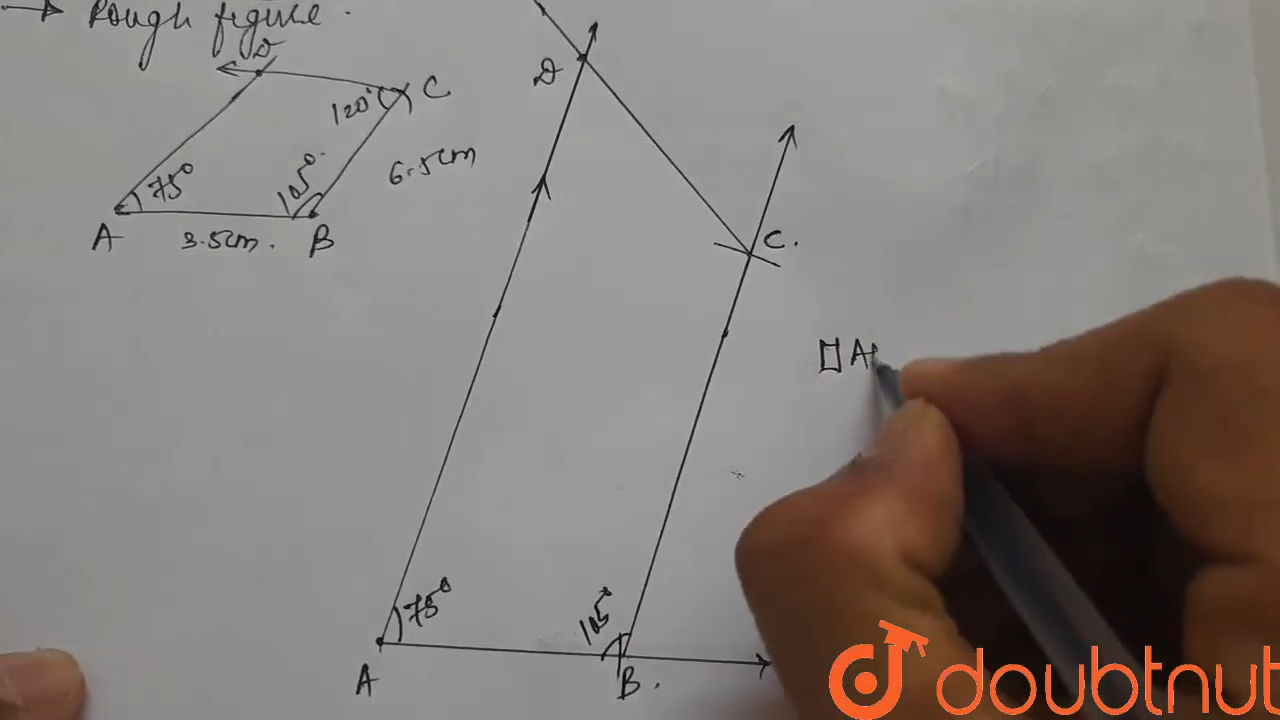 Rough figure.
D
C
120°
75°
105°
6.5cm
A
3.5cm.
B
D
C.
□ A
75°
105°
A
B.
doubtnut